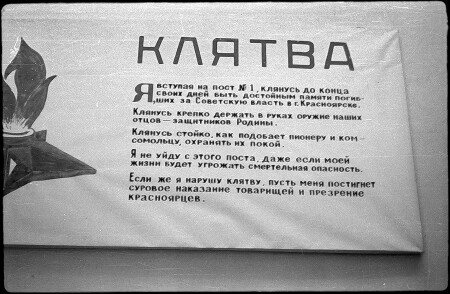 КЛЯТВА
Я вступая на пост №1, клянусь до конца
своих дней быть достойным памяти погиб-
ших за Советскую власть в г. Красноярске.
Клянусь крепко держать в руках оружие наших
отцов — защитников Родины.
Клянусь стойко, как подобает пионеру и ком-
сомольцу, охранять их покой.
Я не уйду с этого поста, даже если моей
жизни будет угрожать смертельная опасность.
Если же я нарушу клятву, пусть меня постигнет
суровое наказание товарищей и презрение
красноярцев.